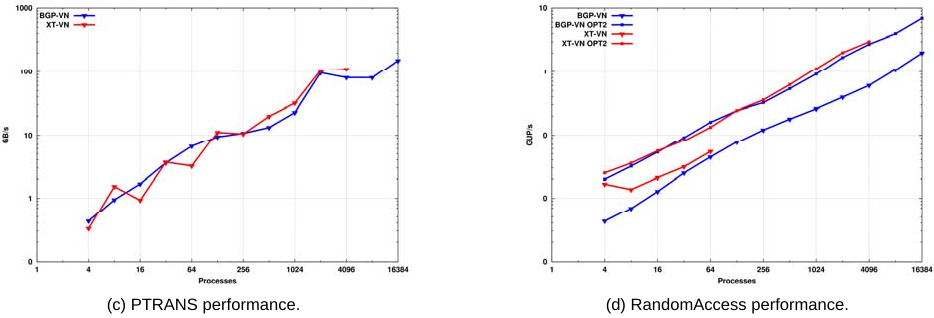 1000
100
10
1
0
GB/s
BGP-VN
XT-VN
1
4
16
64
256
1024
4096
16384
Processes
(c) PTRANS performance.
10
1
0
0
0
GUP/s
BGP-VN
BGP-VN OPT2
XT-VN
XT-VN OPT2
1
4
16
64
256
1024
4096
16384
Processes
(d) RandomAccess performance.